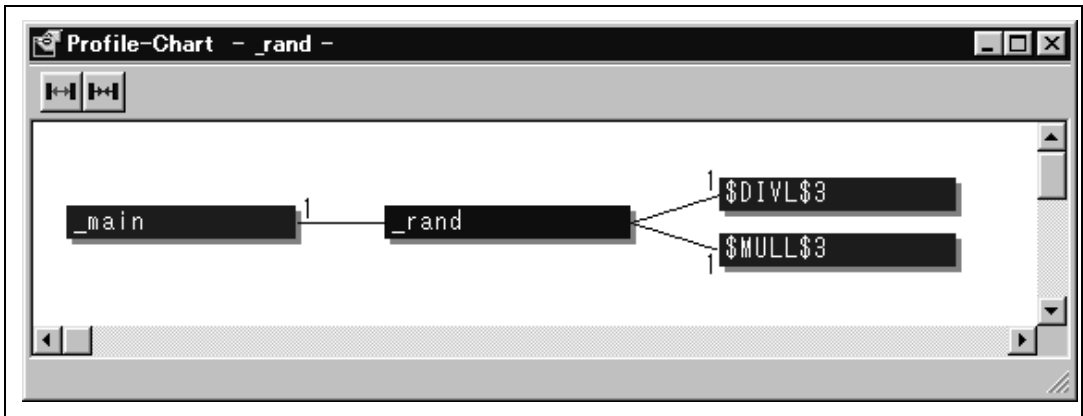 Profile-Chart - _rand -
_main
1
_rand
1
$DIVL$3
1
$MULL$3